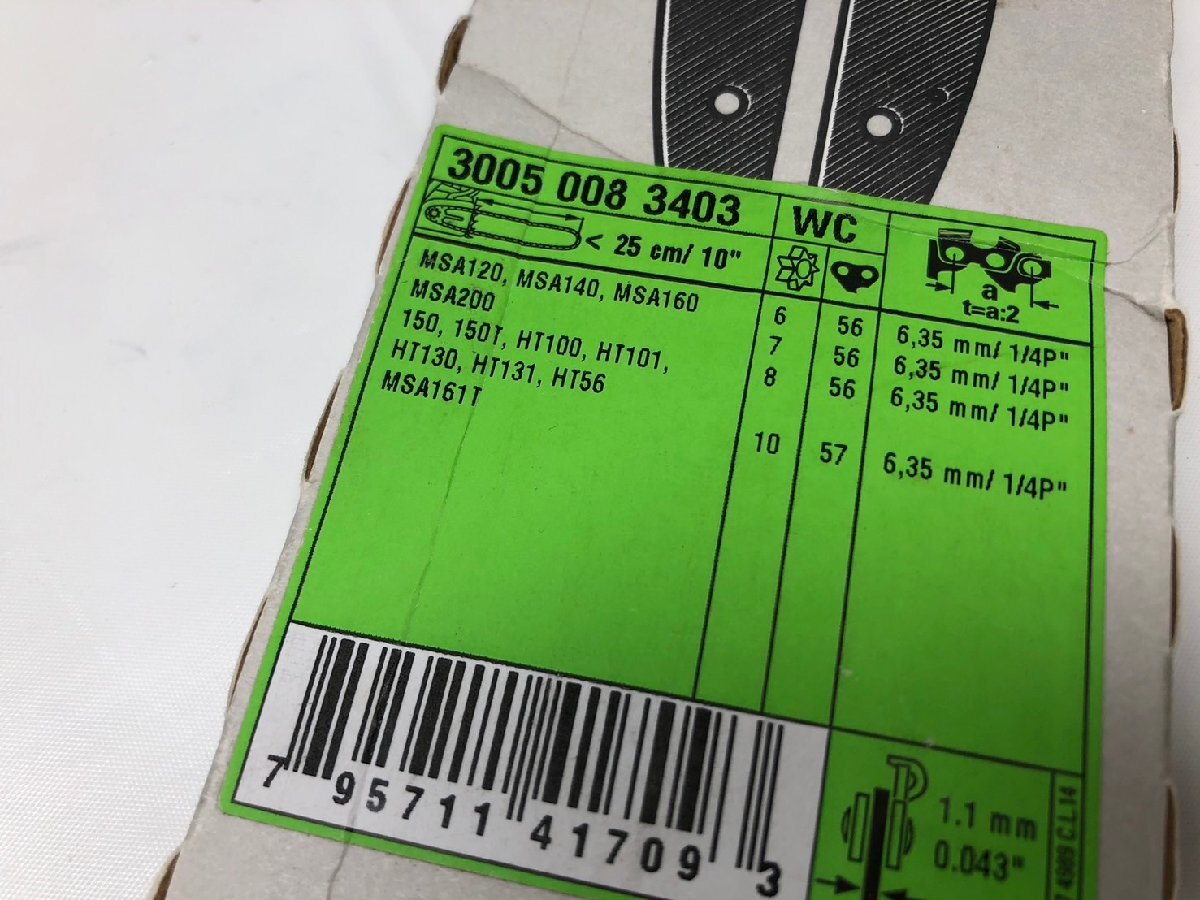 3005 008 3403
WC
< 25 cm/ 10"
a
t=a:2
MSA120, MSA140, MSA160 6 56 6,35 mm/ 1/4P"
MSA200 7 56 6,35 mm/ 1/4P"
150, 150T, HT100, HT101, 8 56 6,35 mm/ 1/4P"
HT130, HT131, HT56
MSA161T 10 57 6,35 mm/ 1/4P"
7 95711 41709 3
1.1 mm
0.043"
4989 C.L.14